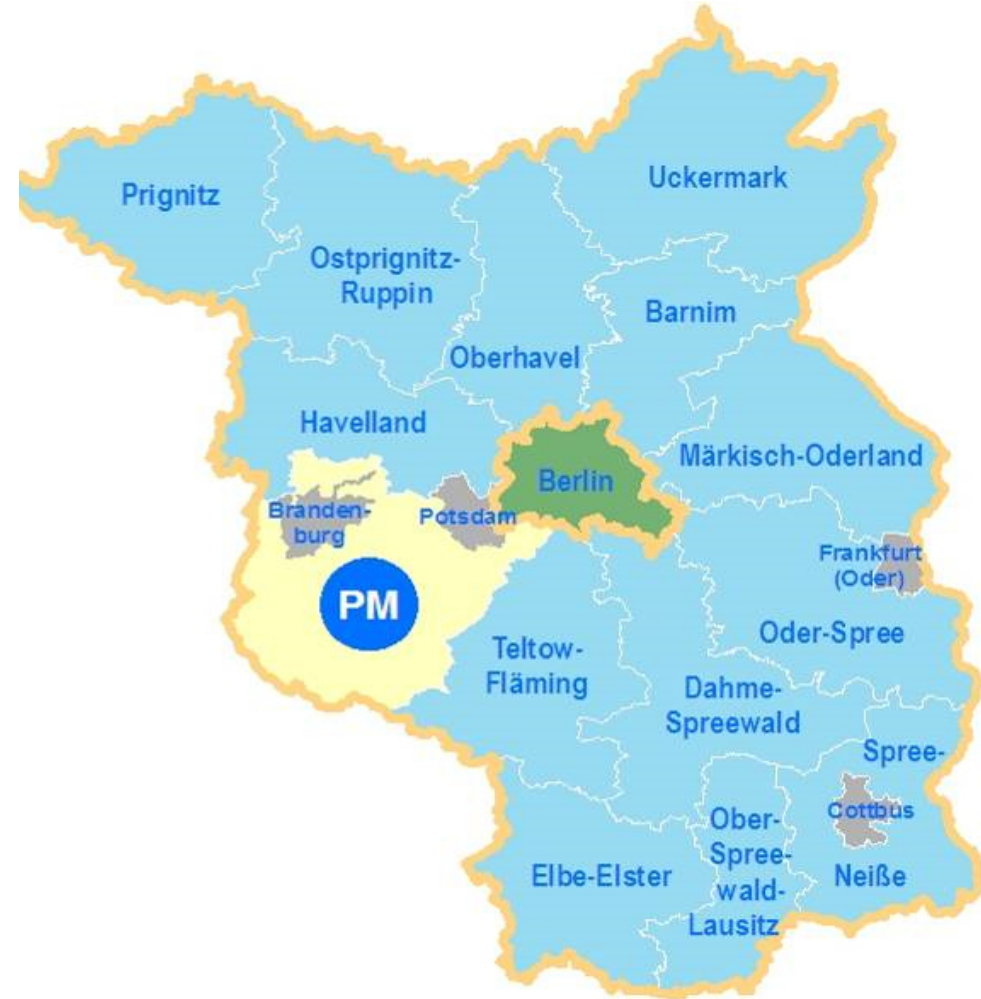 Uckermark
Prignitz
Ostprignitz-
Ruppin
Barnim
Oberhavel
Havelland
Märkisch-Oderland
Berlin
Branden-
burg
Potsdam
Frankfurt
(Oder)
PM
Oder-Spree
Teltow-
Fläming
Dahme-
Spreewald
Spree-
Neiße
Cottbus
Ober-
Spree-
wald-
Lausitz
Elbe-Elster